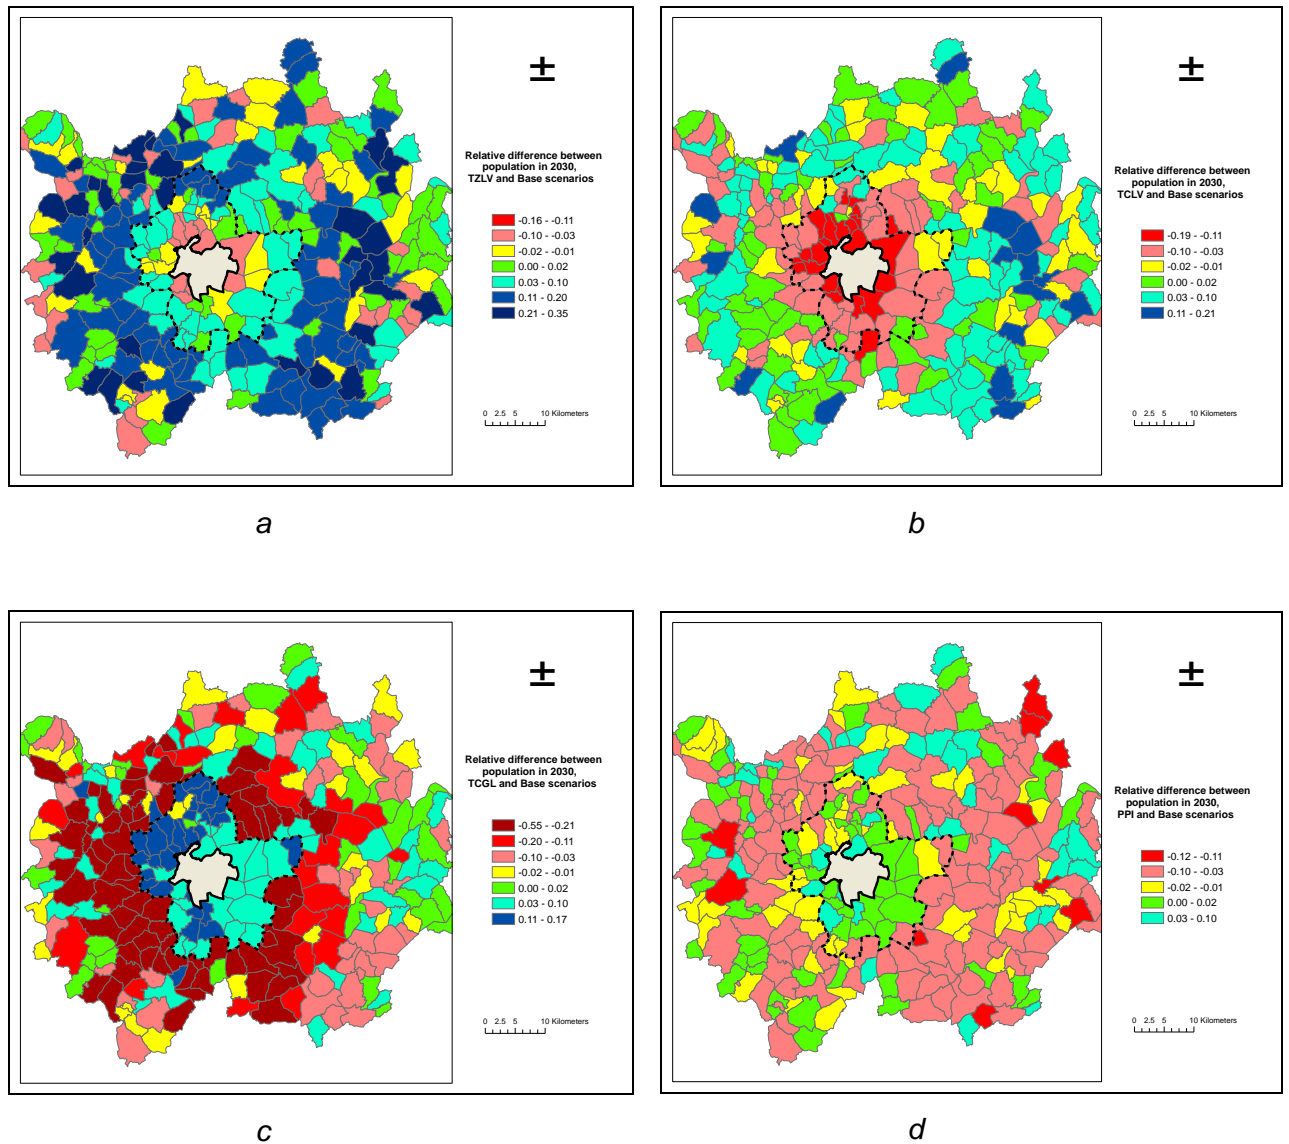 ±
Relative difference between
population in 2030,
TZLV and Base scenarios
-0.16 - -0.11
-0.10 - -0.03
-0.02 - -0.01
0.00 - 0.02
0.03 - 0.10
0.11 - 0.20
0.21 - 0.35
0 2.5 5 10 Kilometers
a
±
Relative difference between
population in 2030,
TCLV and Base scenarios
-0.19 - -0.11
-0.10 - -0.03
-0.02 - -0.01
0.00 - 0.02
0.03 - 0.10
0.11 - 0.21
0 2.5 5 10 Kilometers
b
±
Relative difference between
population in 2030,
TCGL and Base scenarios
-0.55 - -0.21
-0.20 - -0.11
-0.10 - -0.03
-0.02 - -0.01
0.00 - 0.02
0.03 - 0.10
0.11 - 0.17
0 2.5 5 10 Kilometers
c
±
Relative difference between
population in 2030,
PPI and Base scenarios
-0.12 - -0.11
-0.10 - -0.03
-0.02 - -0.01
0.00 - 0.02
0.03 - 0.10
0 2.5 5 10 Kilometers
d